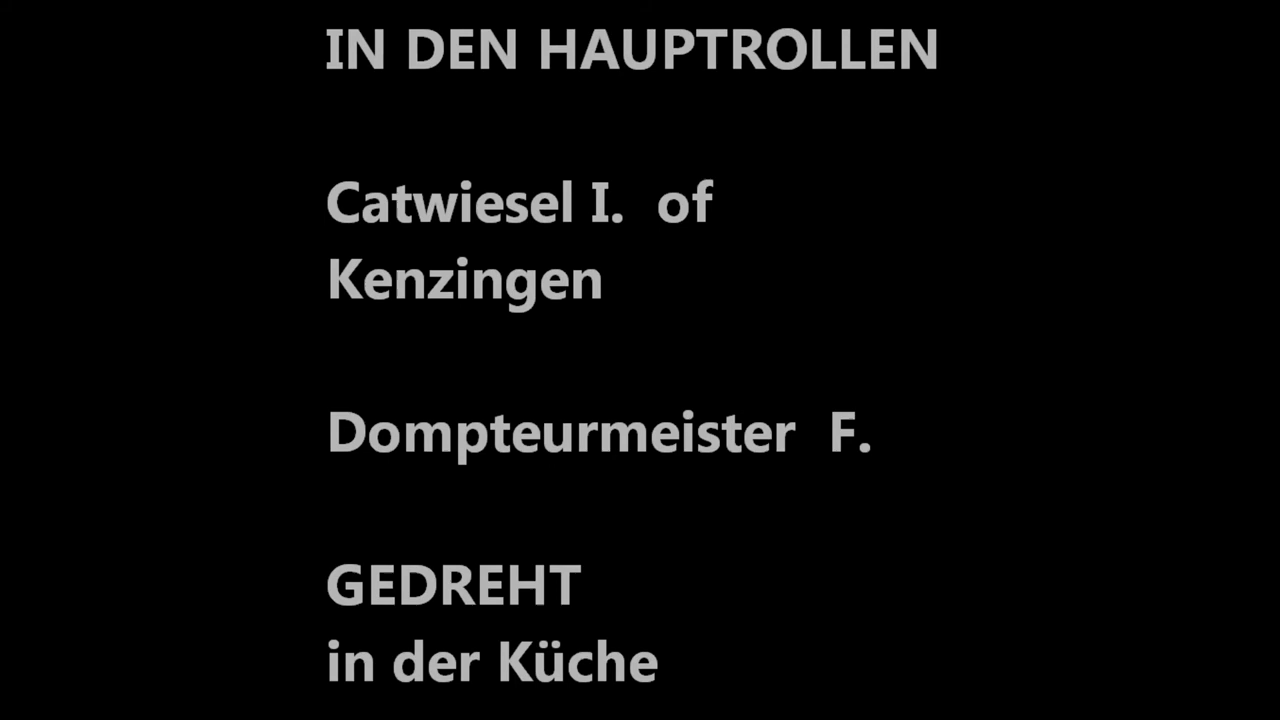 IN DEN HAUPTROLLEN
Catwiesel I. of
Kenzingen
Dompteurmeister F.
GEDREHT
in der Küche